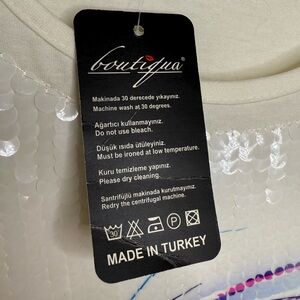 boutiqua
Makinada 30 derecede yıkayınız.
Machine wash at 30 degrees.
Ağartıcı kullanmayınız.
Do not use bleach.
Düşük ısıda ütüleyiniz.
Must be ironed at low temperature.
Kuru temizleme yapınız.
Please dry cleaning.
Santrifüjlü makinada kurutmayınız.
Redry the centrifugal machine.
30 P
MADE IN TURKEY